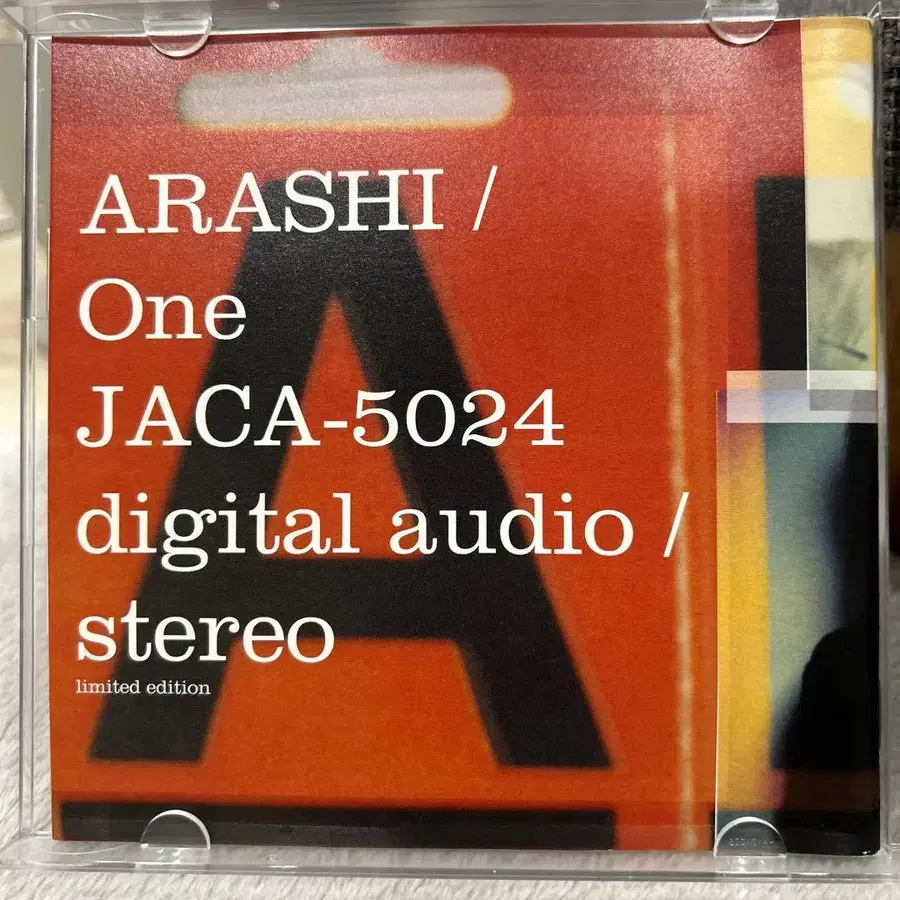 ARASHI /
One
JACA-5024
digital audio /
stereo
limited edition